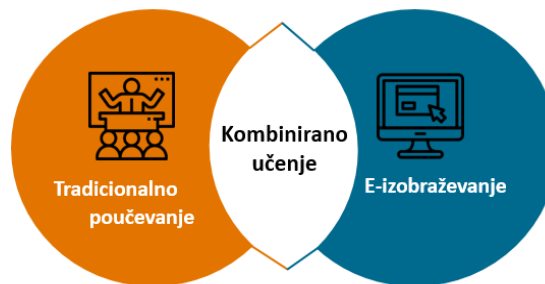 Tradicionalno
poučevanje
Kombinirano
učenje
E-izobraževanje